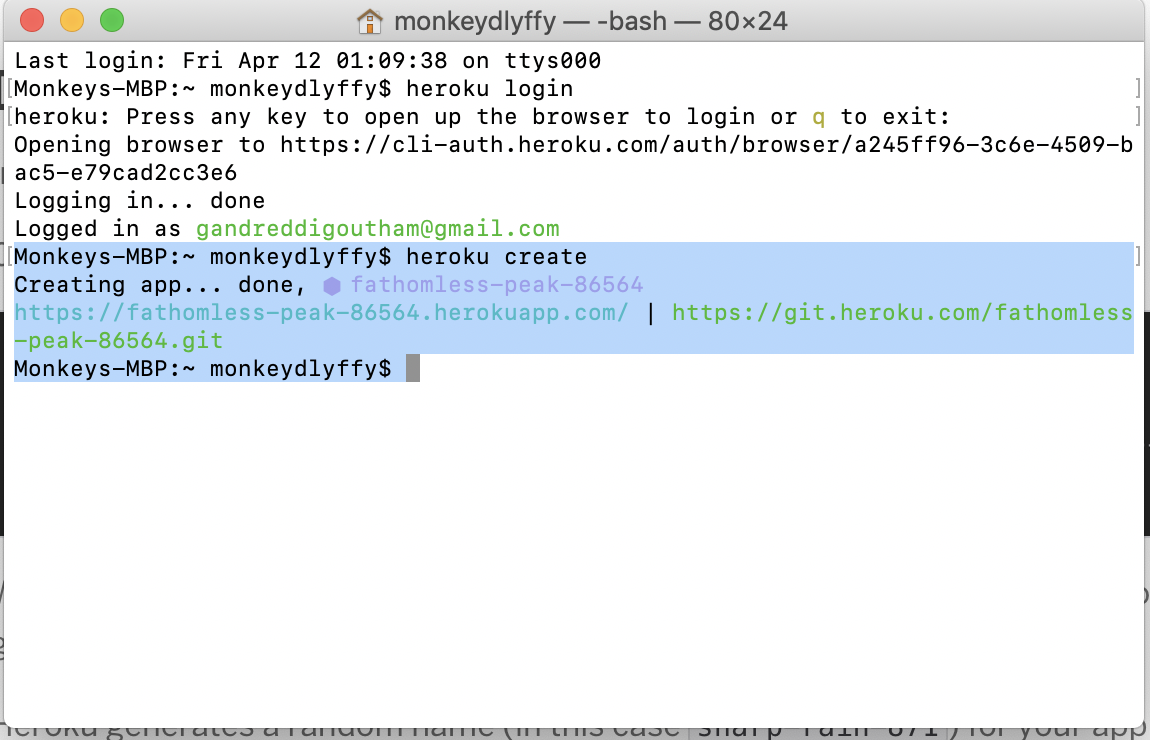 monkeydlyffy — -bash — 80×24
Last login: Fri Apr 12 01:09:38 on ttys000
[Monkeys-MBP:~ monkeydlyffy$ heroku login ]
[heroku: Press any key to open up the browser to login or q to exit: ]
Opening browser to https://cli-auth.heroku.com/auth/browser/a245ff96-3c6e-4509-b
ac5-e79cad2cc3e6
Logging in... done
Logged in as gandreddigoutham@gmail.com
[Monkeys-MBP:~ monkeydlyffy$ heroku create ]
Creating app... done, ⬢ fathomless-peak-86564
https://fathomless-peak-86564.herokuapp.com/ | https://git.heroku.com/fathomless
-peak-86564.git
Monkeys-MBP:~ monkeydlyffy$
Heroku generates a random name (in this case sharp-rain-871) for your app